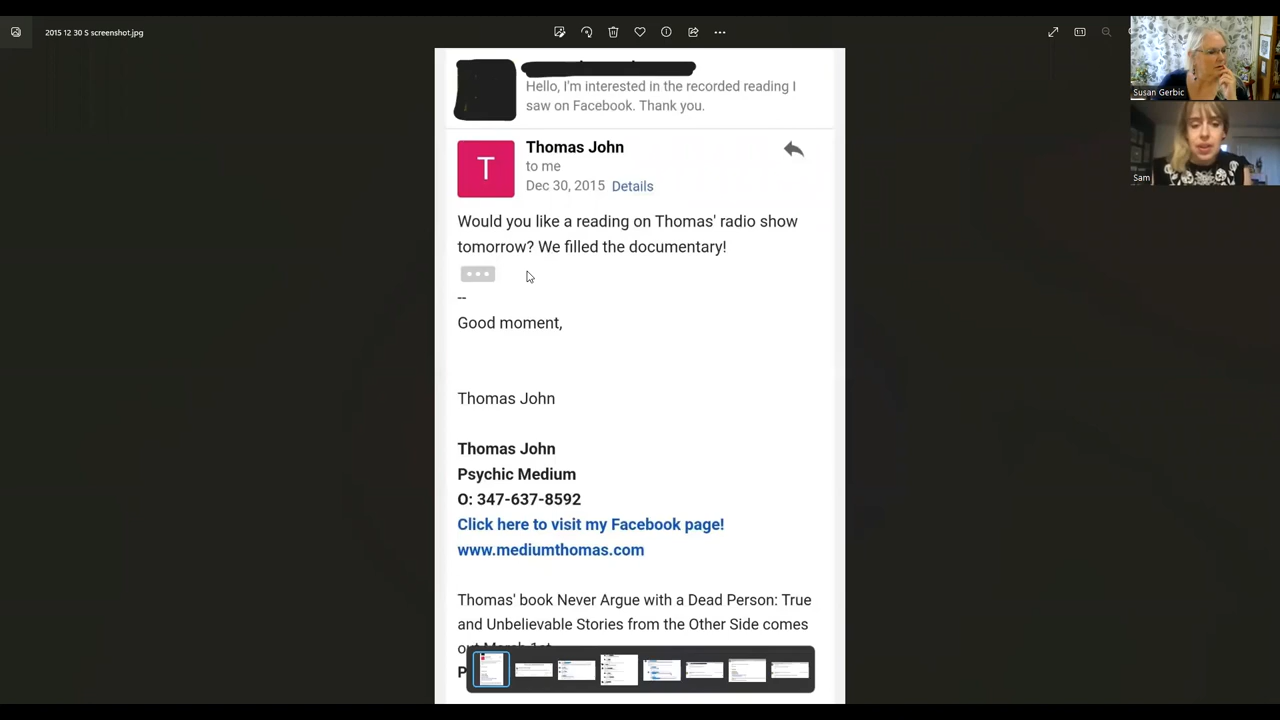 2015 12 30 S screenshot.jpg
Susan Gerbic
Sam
Hello, I'm interested in the recorded reading I
saw on Facebook. Thank you.
T
Thomas John
to me
Dec 30, 2015 Details
Would you like a reading on Thomas' radio show
tomorrow? We filled the documentary!
--
Good moment,
Thomas John
Thomas John
Psychic Medium
O: 347-637-8592
Click here to visit my Facebook page!
www.mediumthomas.com
Thomas' book Never Argue with a Dead Person: True
and Unbelievable Stories from the Other Side comes
out March 1st